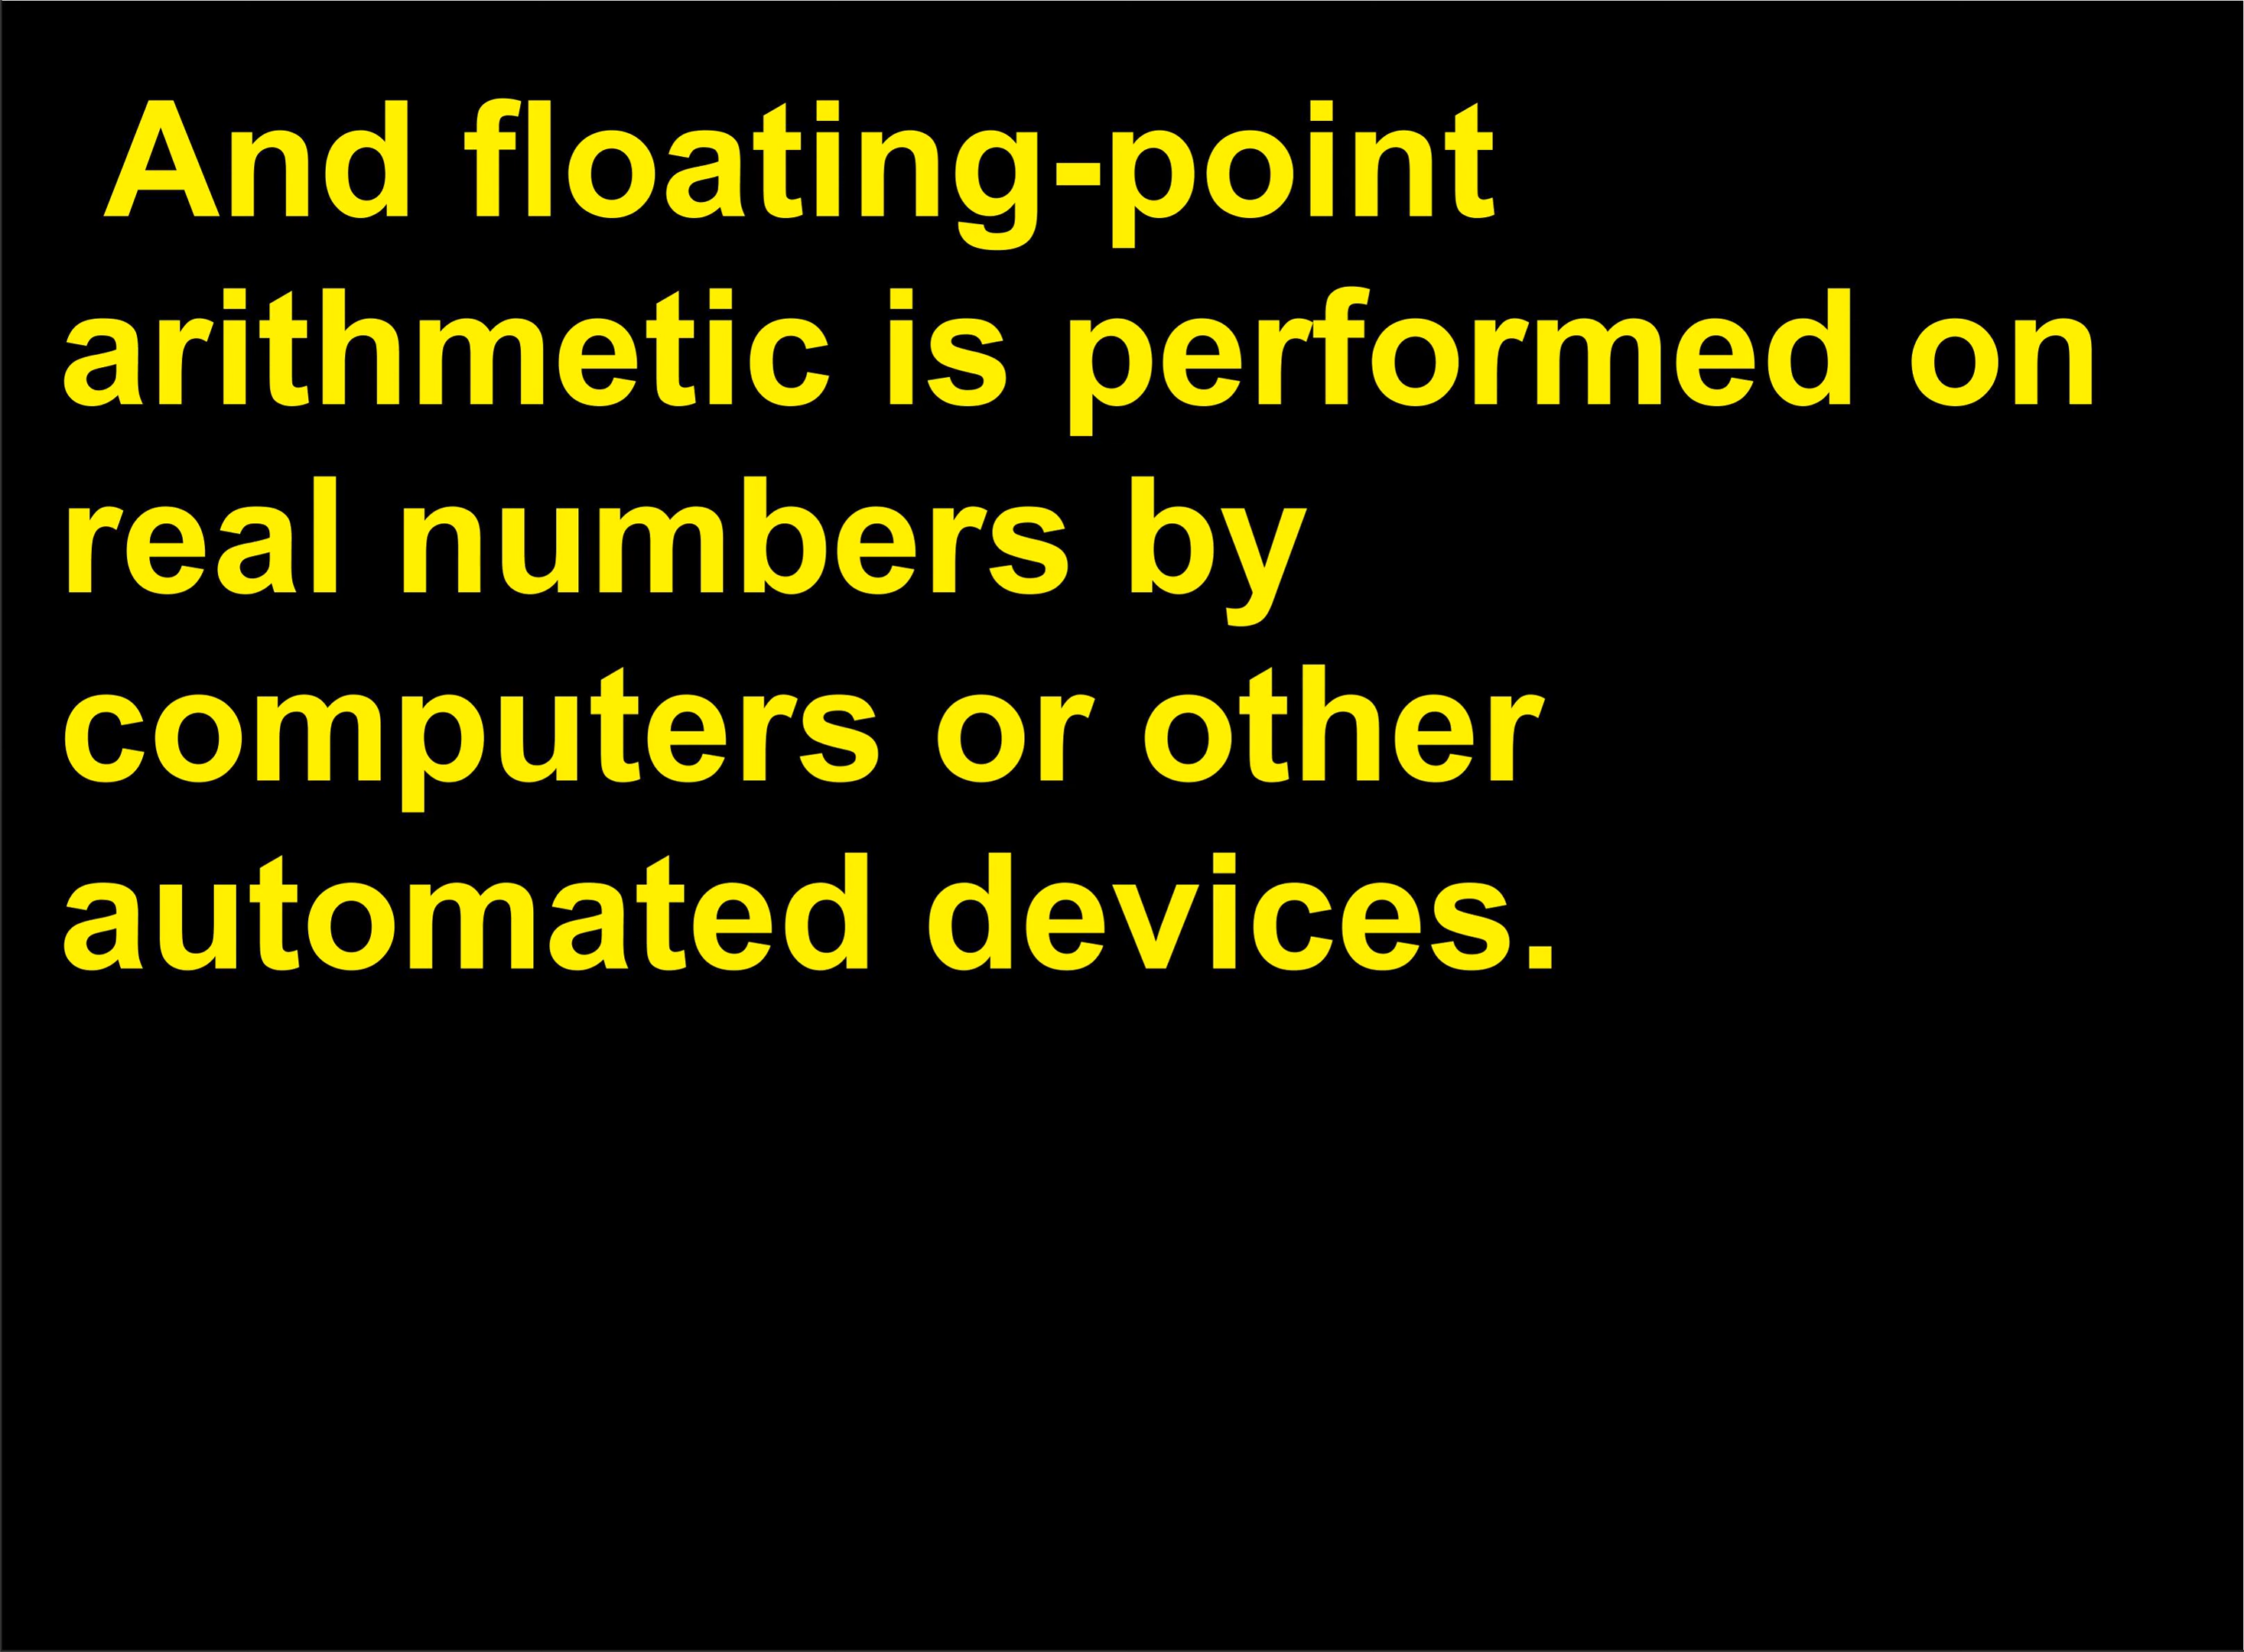 And floating-point
arithmetic is performed on
real numbers by
computers or other
automated devices.